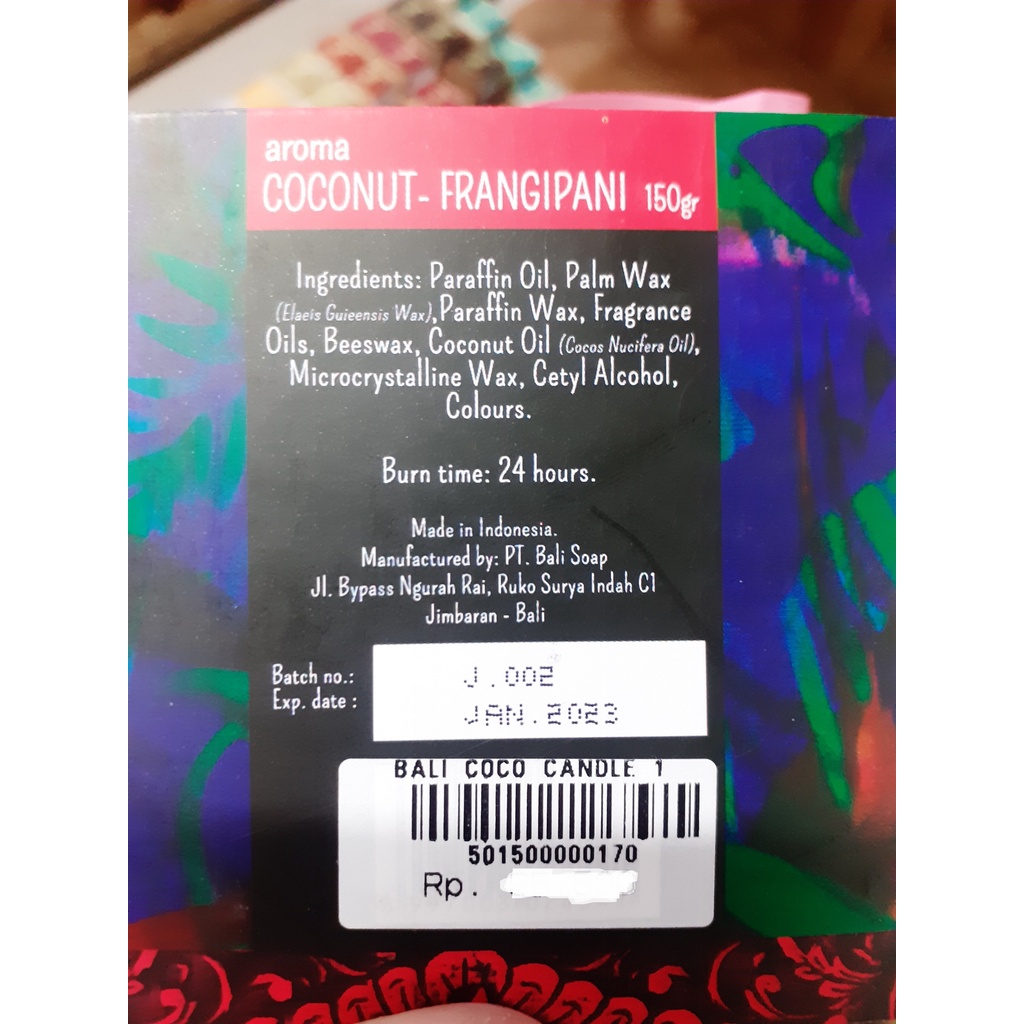 aroma
COCONUT- FRANGIPANI 150gr
Ingredients: Paraffin Oil, Palm Wax
(Elaeis Guieensis Wax),Paraffin Wax, Fragrance
Oils, Beeswax, Coconut Oil (Cocos Nucifera Oil),
Microcrystalline Wax, Cetyl Alcohol,
Colours.
Burn time: 24 hours.
Made in Indonesia.
Manufactured by: PT. Bali Soap
Jl. Bypass Ngurah Rai, Ruko Surya Indah C1
Jimbaran - Bali
Batch no.: J.002
Exp. date : JAN.2023
BALI COCO CANDLE 1
501500000170
Rp.